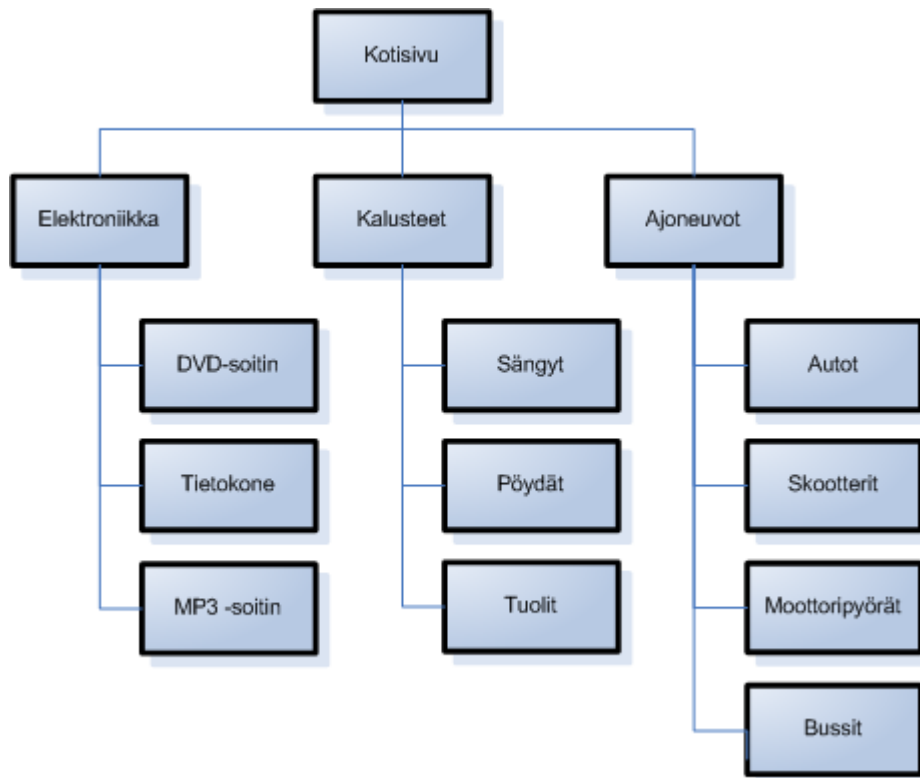 Kotisivu
Elektroniikka
Kalusteet
Ajoneuvot
DVD-soitin
Sängyt
Autot
Tietokone
Pöydät
Skootterit
MP3 -soitin
Tuolit
Moottoripyörät
Bussit